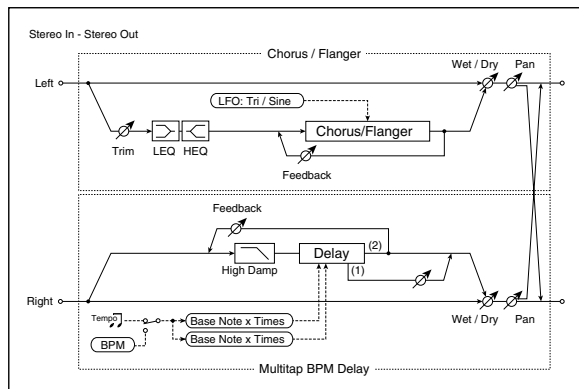 Stereo In - Stereo Out
Chorus / Flanger
Wet / Dry
Pan
Left
LFO: Tri / Sine
Chorus/Flanger
Trim
LEQ
HEQ
Feedback
Feedback
High Damp
Delay
(2)
(1)
Right
Wet / Dry
Pan
Tempo
BPM
Base Note x Times
Base Note x Times
Multitap BPM Delay